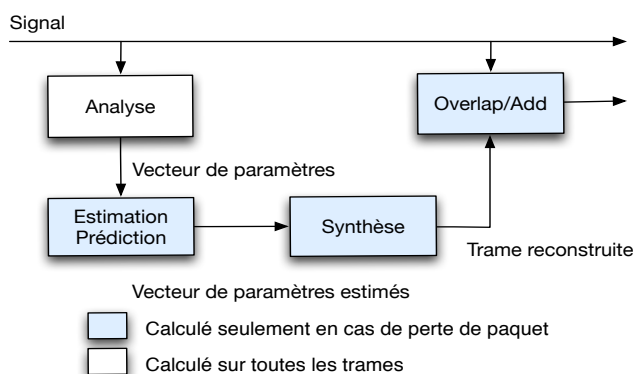 Signal
Analyse
Overlap/Add
Vecteur de paramètres
Estimation
Prédiction
Synthèse
Trame reconstruite
Vecteur de paramètres estimés
Calculé seulement en cas de perte de paquet
Calculé sur toutes les trames